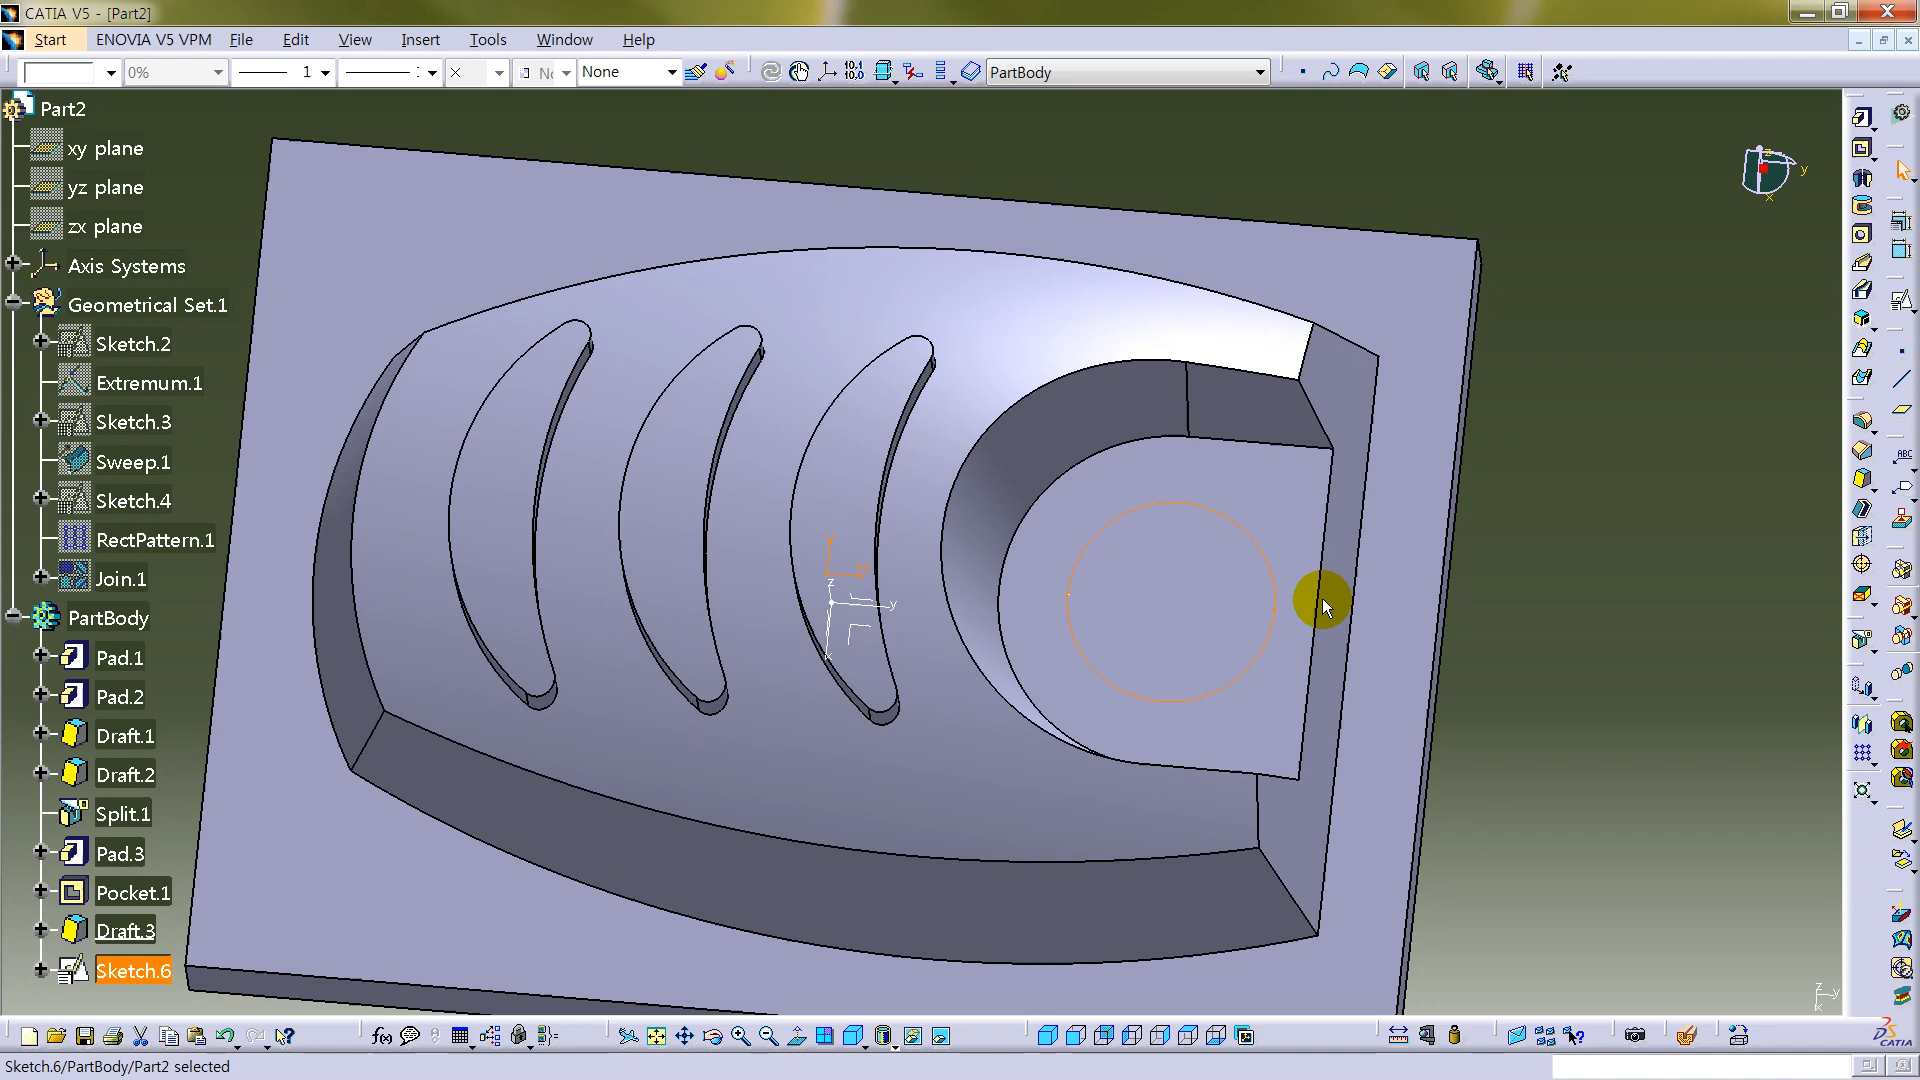 CATIA V5 - [Part2]
Start ENOVIA V5 VPM File Edit View Insert Tools Window Help
0% 1 None PartBody
Part2
xy plane
yz plane
zx plane
Axis Systems
Geometrical Set.1
Sketch.2
Extremum.1
Sketch.3
Sweep.1
Sketch.4
RectPattern.1
Join.1
PartBody
Pad.1
Pad.2
Draft.1
Draft.2
Split.1
Pad.3
Pocket.1
Draft.3
Sketch.6
z
y
x
V
H
z
y
x
ABC
z
y
x
f(x)
CATIA
Sketch.6/PartBody/Part2 selected